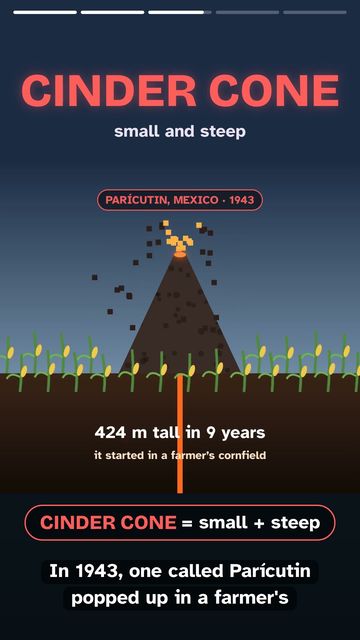 CINDER CONE
small and steep
PARÍCUTIN, MEXICO · 1943
424 m tall in 9 years
it started in a farmer's cornfield
CINDER CONE = small + steep
In 1943, one called Parícutin
popped up in a farmer's